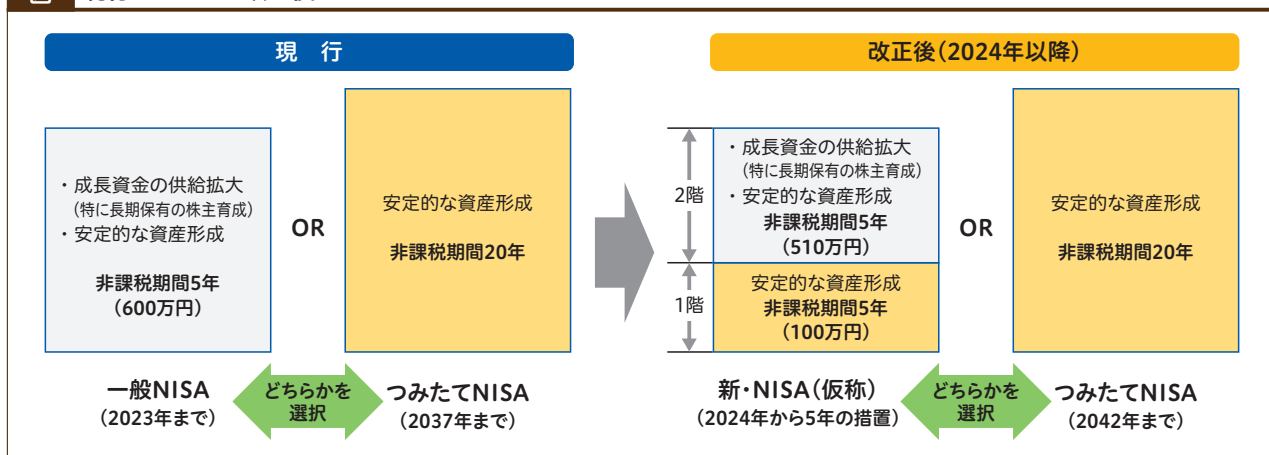 現 行
改正後（2024年以降）
・成長資金の供給拡大
（特に長期保有の株主育成）
・安定的な資産形成
非課税期間5年
（600万円）
OR
安定的な資産形成
非課税期間20年
2階
・成長資金の供給拡大
（特に長期保有の株主育成）
・安定的な資産形成
非課税期間5年
（510万円）
1階
安定的な資産形成
非課税期間5年
（100万円）
OR
安定的な資産形成
非課税期間20年
一般NISA
（2023年まで）
どちらかを
選択
つみたてNISA
（2037年まで）
新・NISA（仮称）
（2024年から5年の措置）
どちらかを
選択
つみたてNISA
（2042年まで）